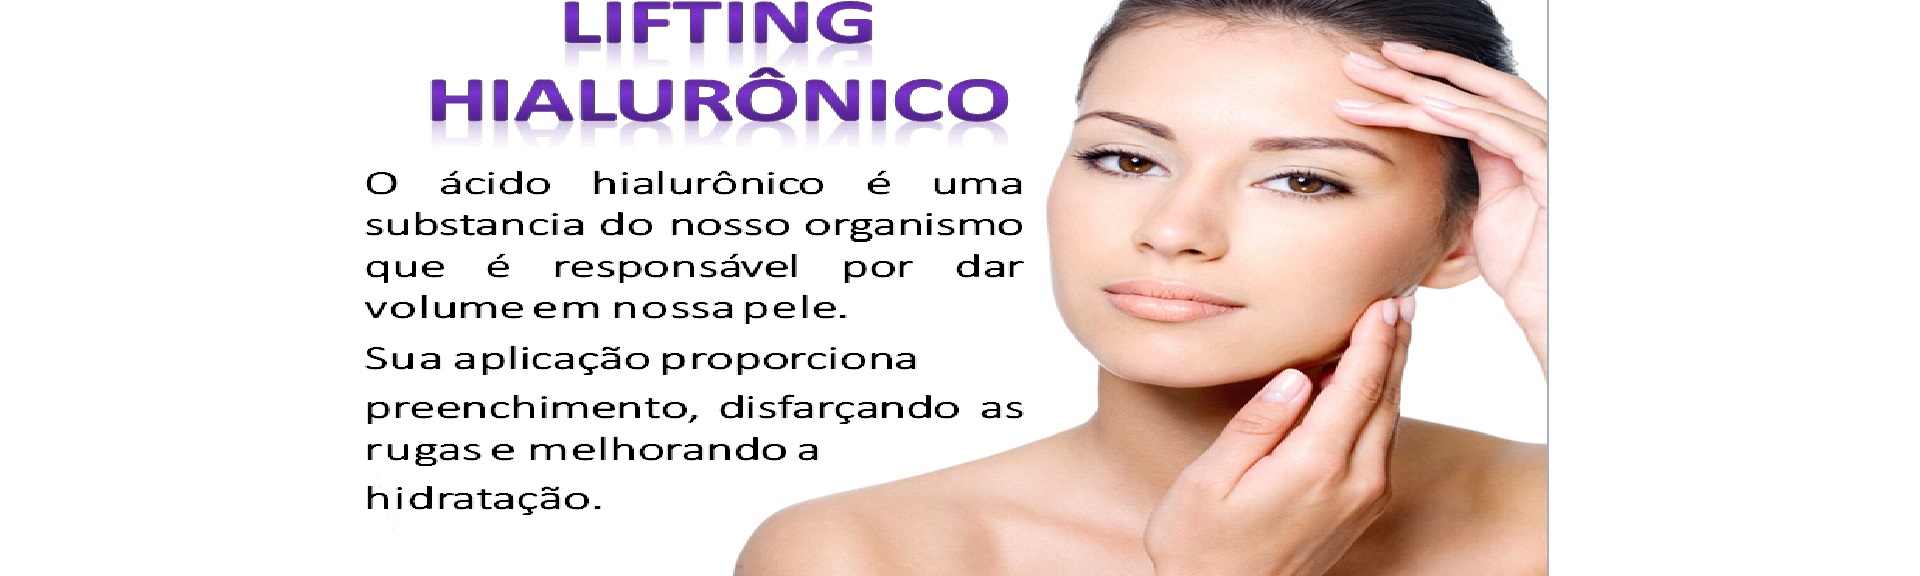 LIFTING
HIALURÔNICO
O ácido hialurônico é uma
substancia do nosso organismo
que é responsável por dar
volume em nossa pele.
Sua aplicação proporciona
preenchimento, disfarçando as
rugas e melhorando a
hidratação.